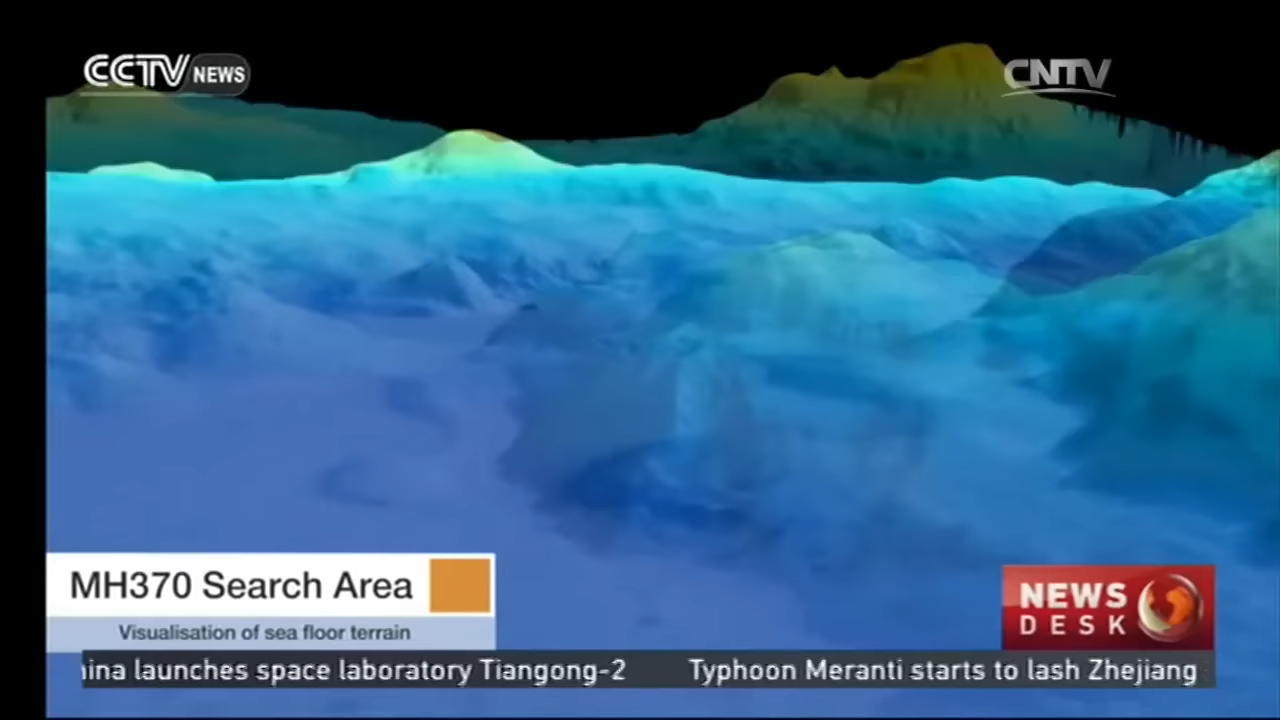 CCTV NEWS
CNTV
MH370 Search Area
Visualisation of sea floor terrain
NEWS
DESK
launches space laboratory Tiangong-2 Typhoon Meranti starts to lash Zhejiang